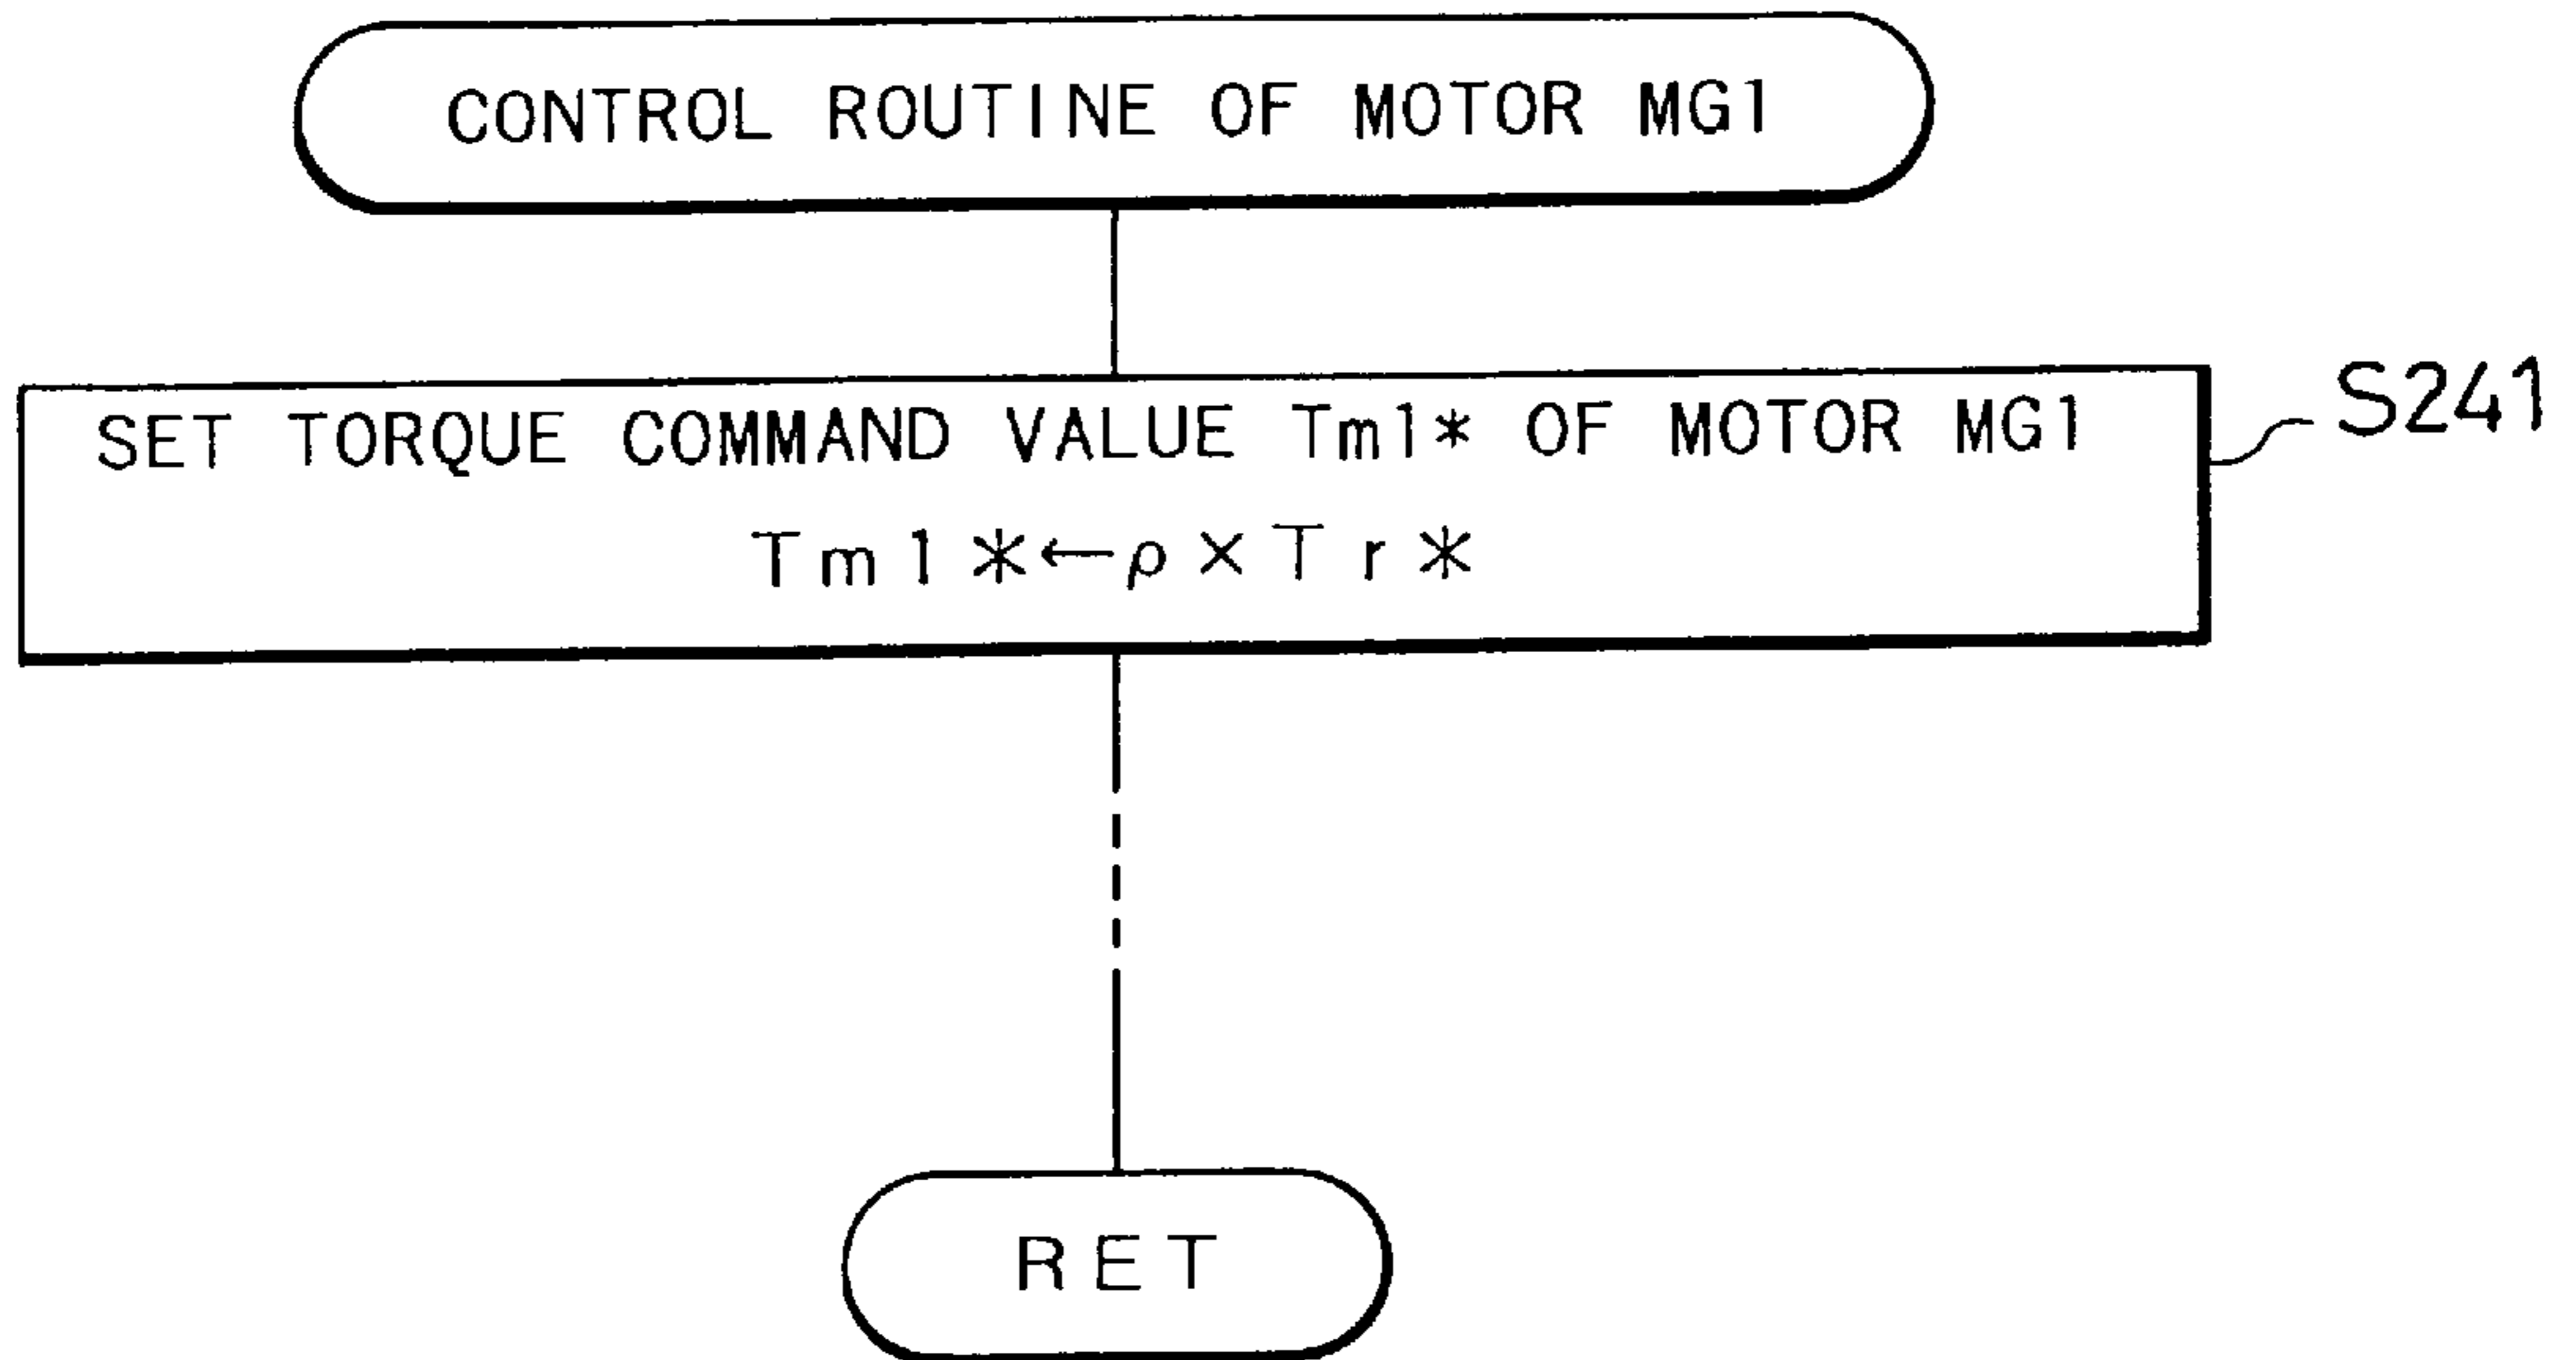 CONTROL ROUTINE OF MOTOR MG1
SET TORQUE COMMAND VALUE Tm1* OF MOTOR MG1
S241
Tm1*←ρ×Tr*
RET